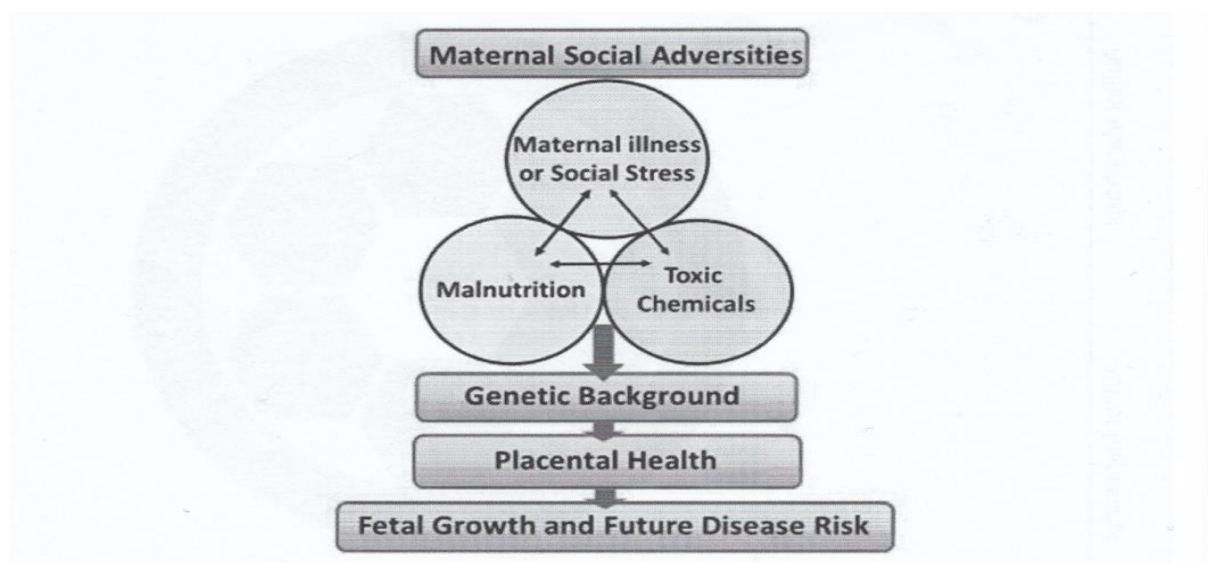 Maternal Social Adversities
Maternal illness
or Social Stress
Malnutrition
Toxic
Chemicals
Genetic Background
Placental Health
Fetal Growth and Future Disease Risk